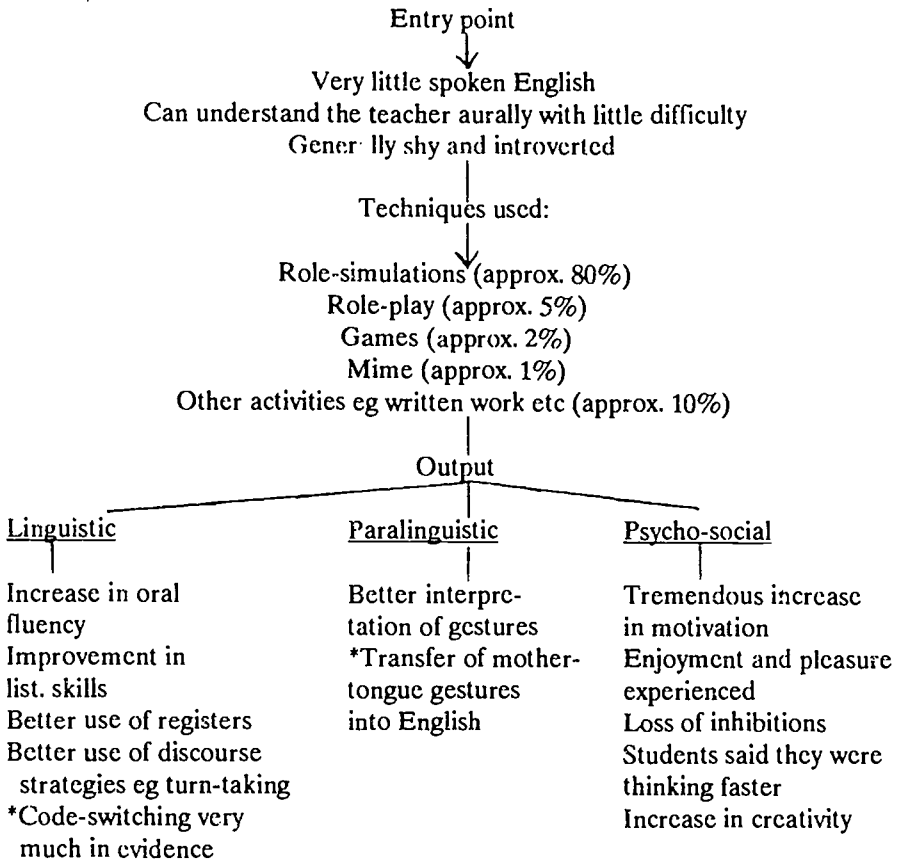 Entry point
Very little spoken English
Can understand the teacher aurally with little difficulty
Gener lly shy and introverted
Techniques used:
Role-simulations (approx. 80%)
Role-play (approx. 5%)
Games (approx. 2%)
Mime (approx. 1%)
Other activities eg written work etc (approx. 10%)
Output
Linguistic
Increase in oral
fluency
Improvement in
list. skills
Better use of registers
Better use of discourse
strategies eg turn-taking
*Code-switching very
much in evidence
Paralinguistic
Better interpre-
tation of gestures
*Transfer of mother-
tongue gestures
into English
Psycho-social
Tremendous increase
in motivation
Enjoyment and pleasure
experienced
Loss of inhibitions
Students said they were
thinking faster
Increase in creativity